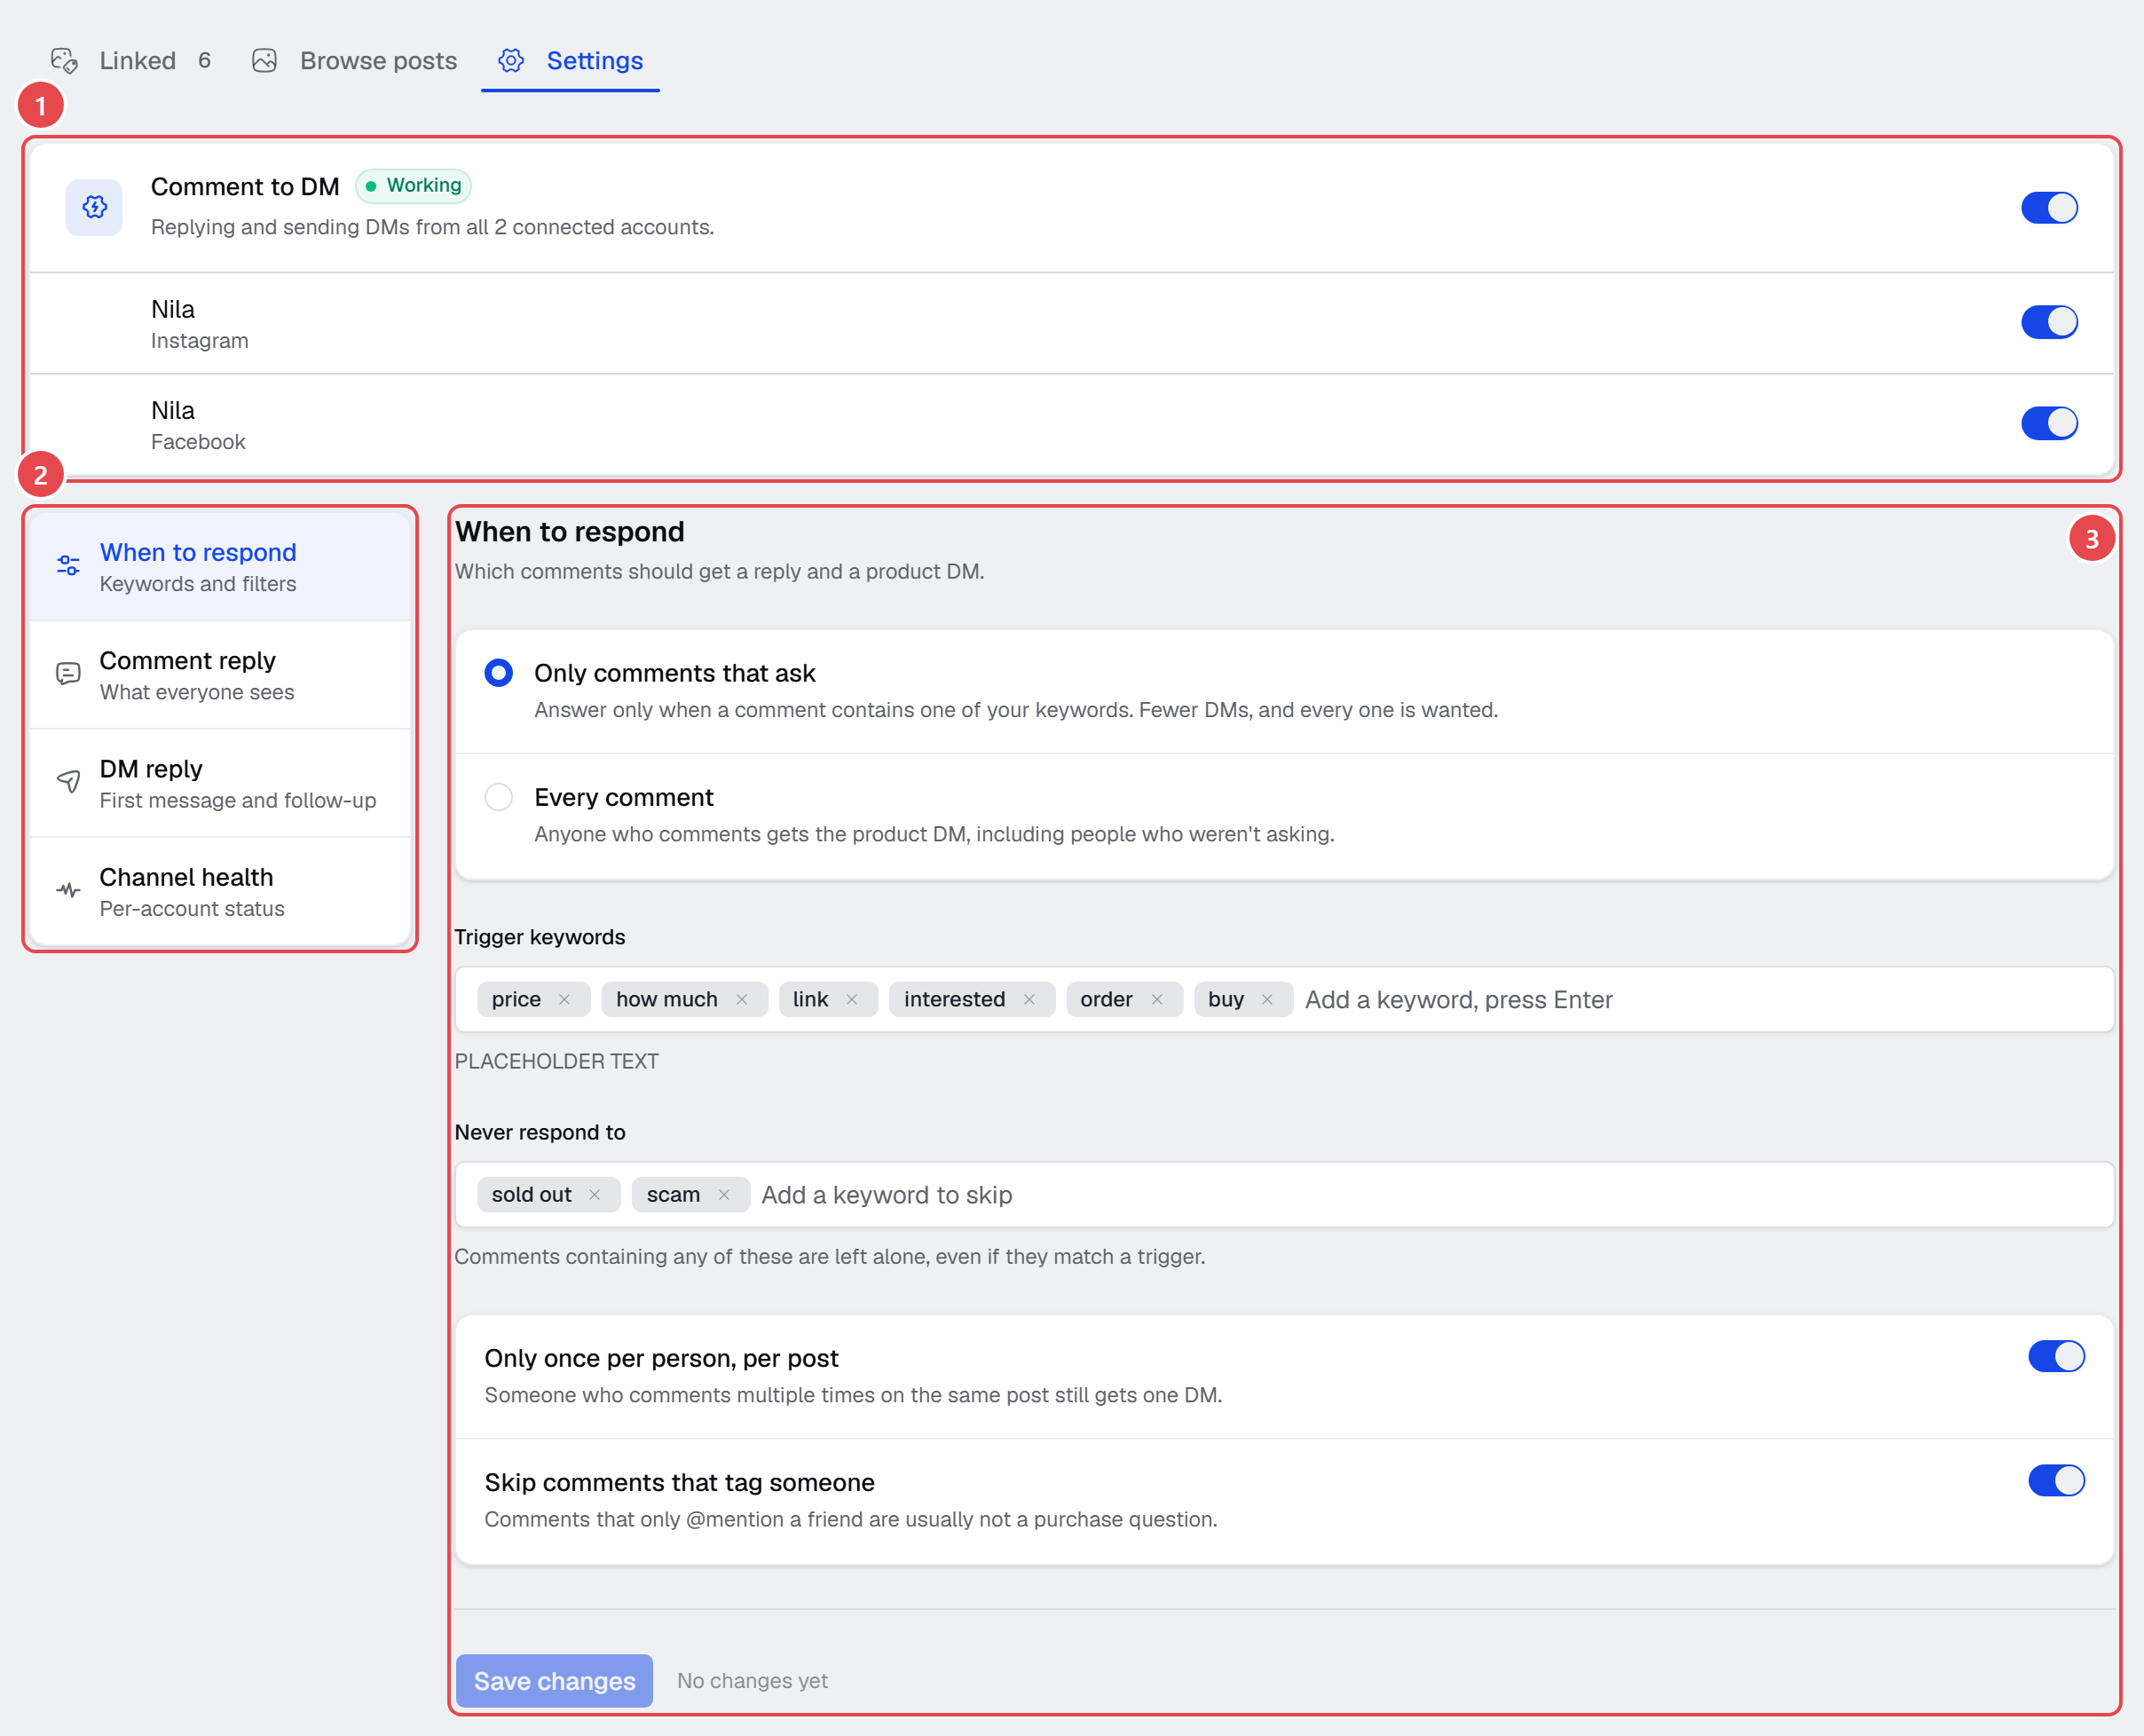 Linked 6 Browse posts Settings
1
Comment to DM Working
Replying and sending DMs from all 2 connected accounts.
Nila
Instagram
Nila
Facebook
2
When to respond
Keywords and filters
Comment reply
What everyone sees
DM reply
First message and follow-up
Channel health
Per-account status
3
When to respond
Which comments should get a reply and a product DM.
Only comments that ask
Answer only when a comment contains one of your keywords. Fewer DMs, and every one is wanted.
Every comment
Anyone who comments gets the product DM, including people who weren't asking.
Trigger keywords
price × how much × link × interested × order × buy × Add a keyword, press Enter
PLACEHOLDER TEXT
Never respond to
sold out × scam × Add a keyword to skip
Comments containing any of these are left alone, even if they match a trigger.
Only once per person, per post
Someone who comments multiple times on the same post still gets one DM.
Skip comments that tag someone
Comments that only @mention a friend are usually not a purchase question.
Save changes No changes yet